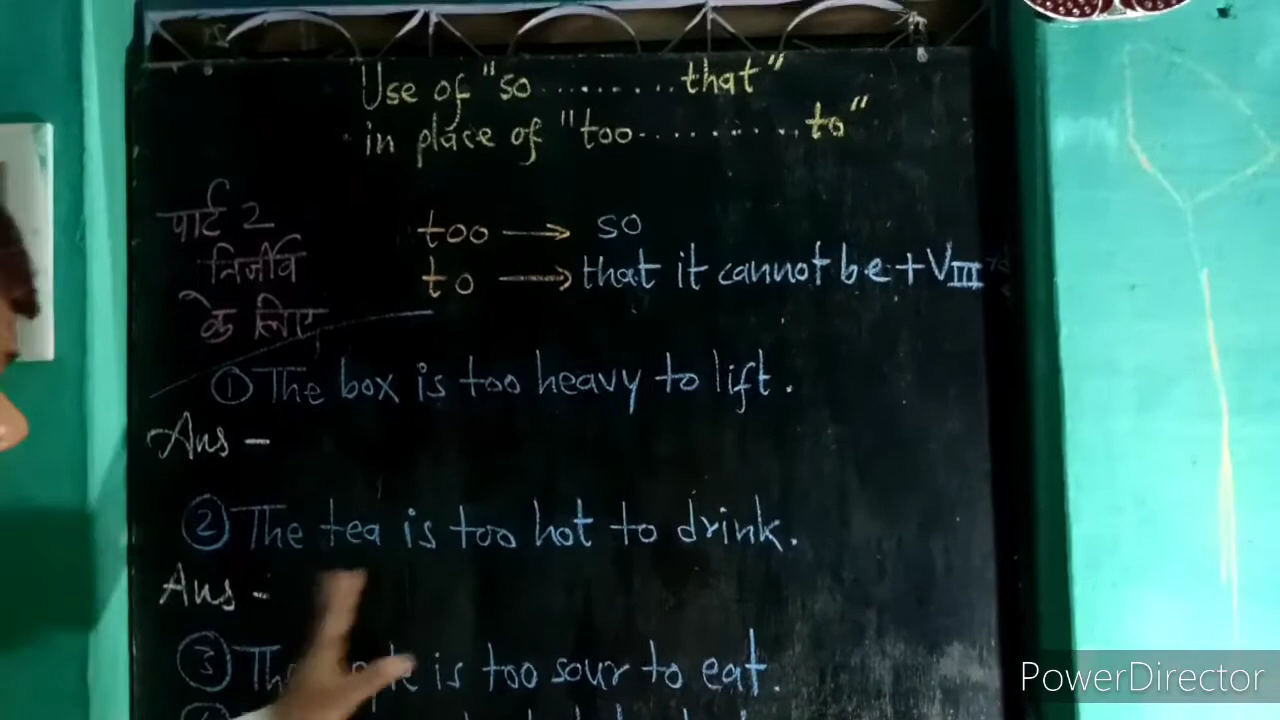 Use of "so ......... that"
in place of "too .......... to"
पार्ट 2
निर्जीव
के लिए
too → so
to → that it cannot be + VIII
① The box is too heavy to lift.
Ans -
② The tea is too hot to drink.
Ans -
③ The is too sour to eat.
PowerDirector